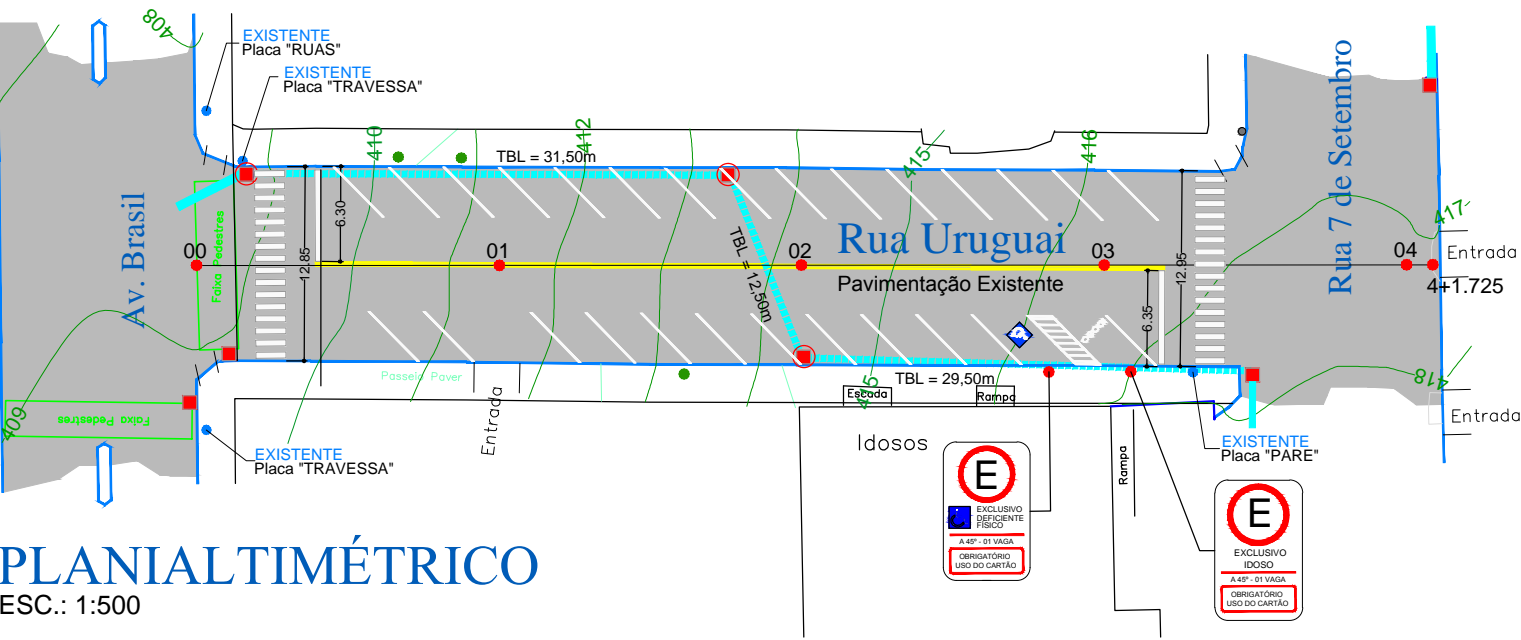 408
EXISTENTE
Placa "RUAS"
EXISTENTE
Placa "TRAVESSA"
410
412
TBL = 31,50m
415
416
Rua 7 de Setembro
Av. Brasil
Faixa Pedestres
6.30
12.85
TBL = 12,50m
12.95
417
Entrada
00
01
02
03
04
4+1.725
Rua Uruguai
Pavimentação Existente
6.35
IDOSO
Passeio Paver
TBL = 29,50m
415
Escada
Rampa
418
Entrada
409
Faixa Pedestres
Entrada
Idosos
Rampa
EXISTENTE
Placa "TRAVESSA"
EXISTENTE
Placa "PARE"
E
EXCLUSIVO
DEFICIENTE
FÍSICO
A 45º - 01 VAGA
OBRIGATÓRIO
USO DO CARTÃO
E
EXCLUSIVO
IDOSO
A 45º - 01 VAGA
OBRIGATÓRIO
USO DO CARTÃO
PLANIALTIMÉTRICO
ESC.: 1:500